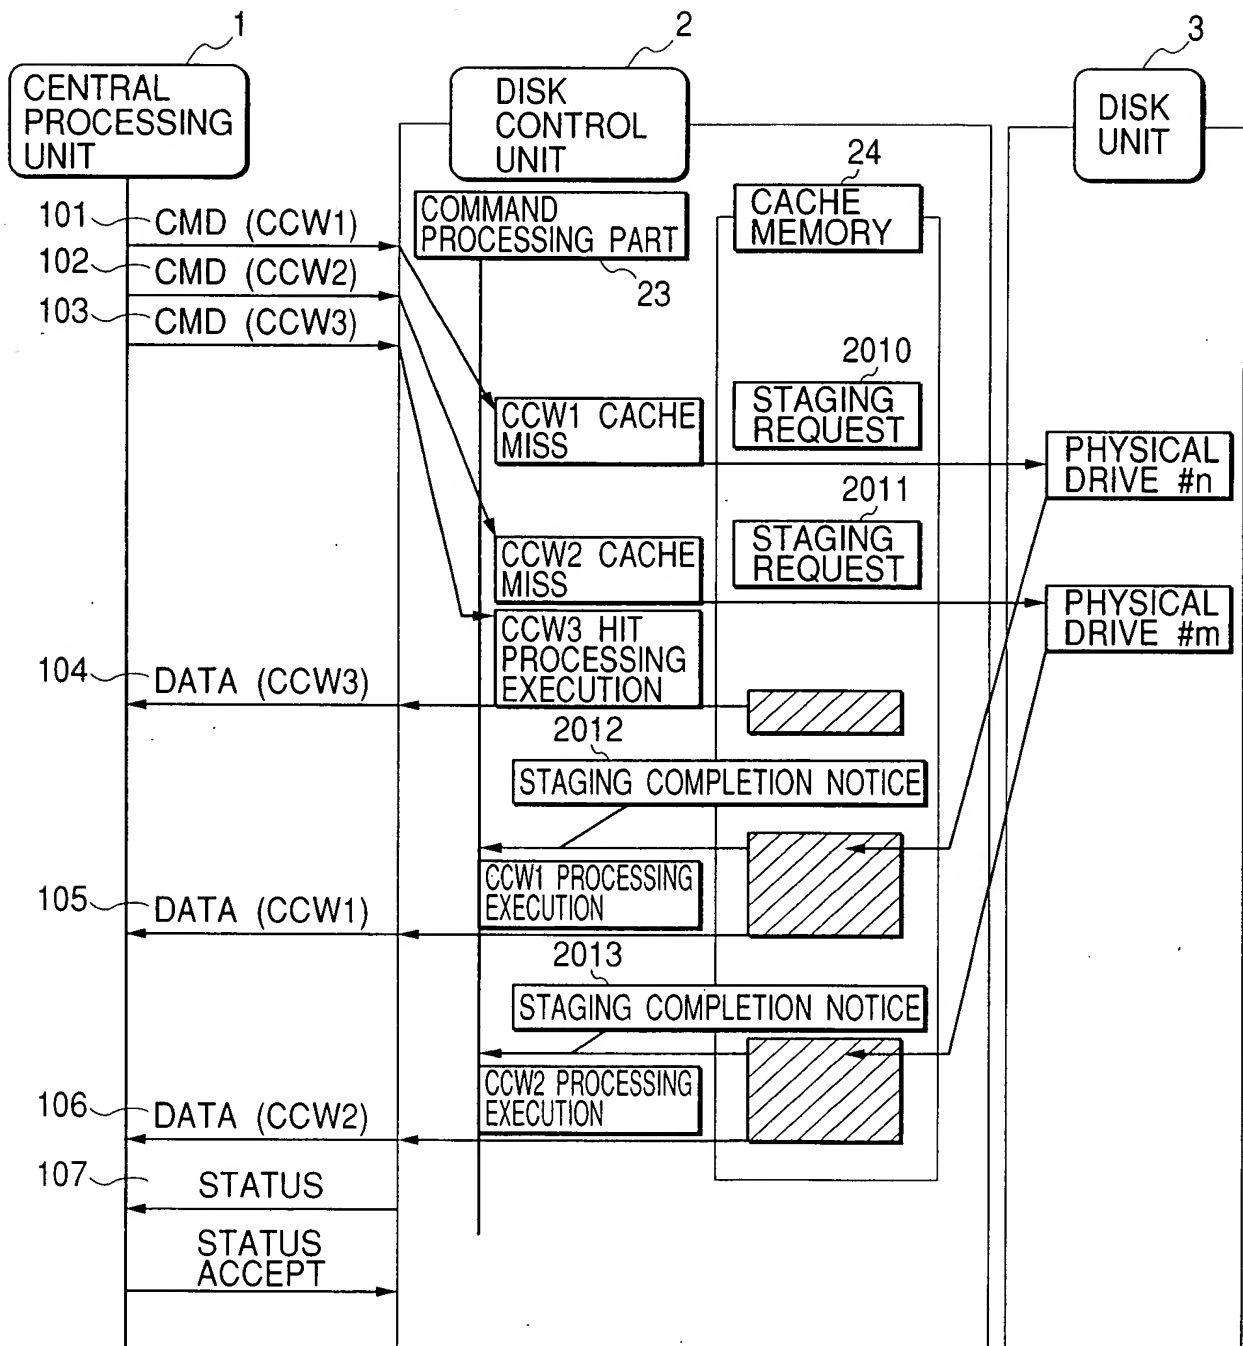 1
2
3
CENTRAL
PROCESSING
UNIT
DISK
CONTROL
UNIT
DISK
UNIT
24
CACHE
MEMORY
COMMAND
PROCESSING PART
23
101
CMD (CCW1)
102
CMD (CCW2)
103
CMD (CCW3)
2010
CCW1 CACHE
MISS
STAGING
REQUEST
PHYSICAL
DRIVE #n
2011
CCW2 CACHE
MISS
STAGING
REQUEST
PHYSICAL
DRIVE #m
CCW3 HIT
PROCESSING
EXECUTION
104
DATA (CCW3)
2012
STAGING COMPLETION NOTICE
CCW1 PROCESSING
EXECUTION
105
DATA (CCW1)
2013
STAGING COMPLETION NOTICE
CCW2 PROCESSING
EXECUTION
106
DATA (CCW2)
107
STATUS
STATUS
ACCEPT